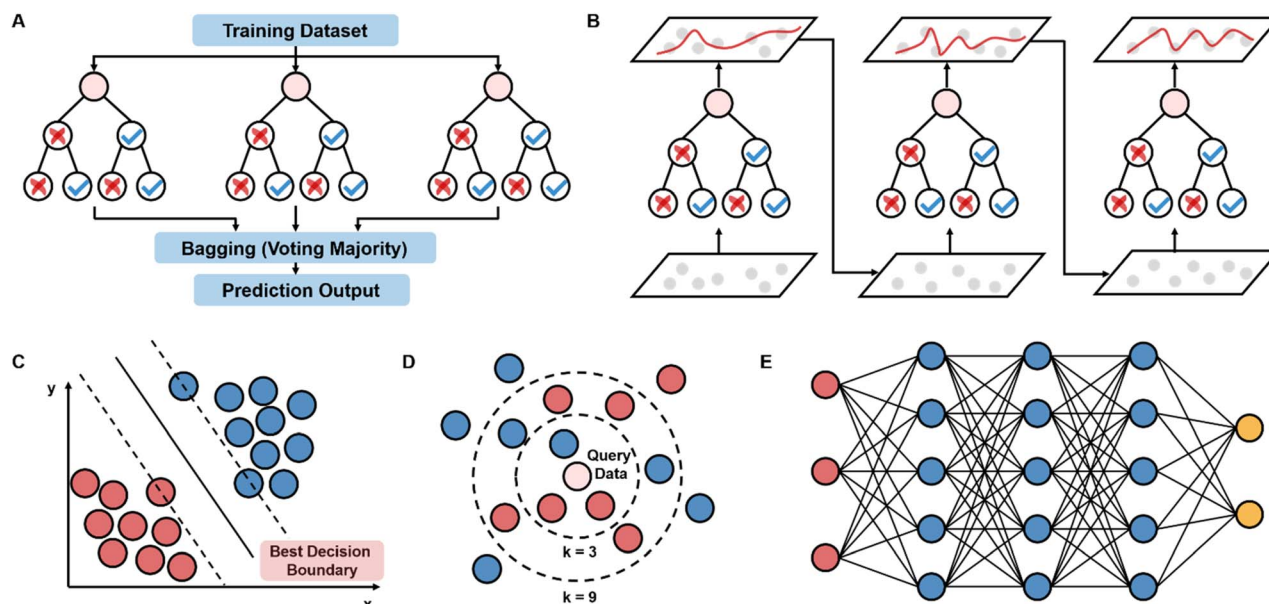 A
Training Dataset
Bagging (Voting Majority)
Prediction Output
B
C
y
Best Decision
Boundary
x
D
Query
Data
k = 3
k = 9
E